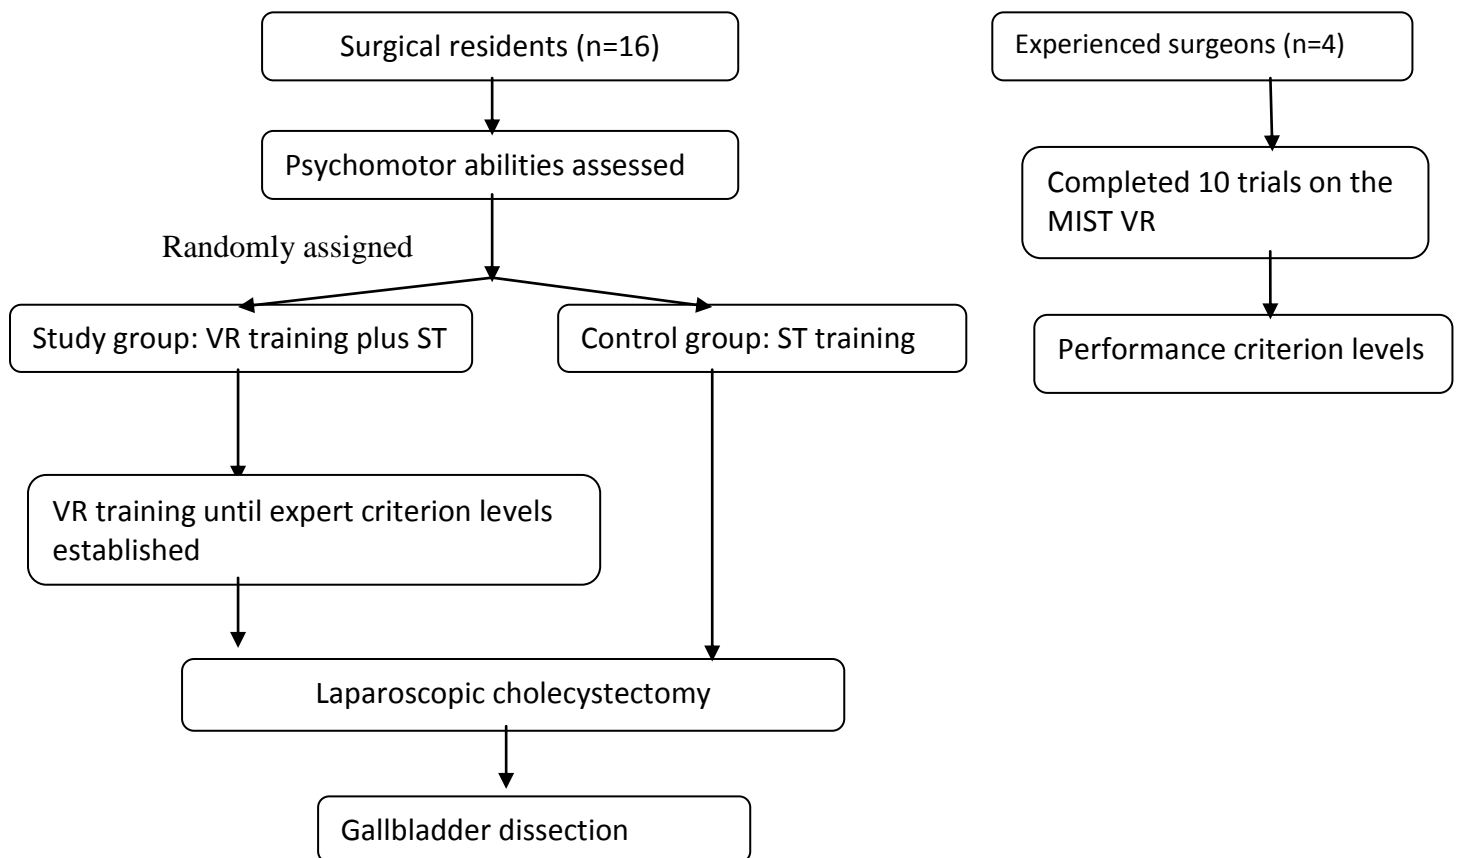 Surgical residents (n=16)
Experienced surgeons (n=4)
Psychomotor abilities assessed
Completed 10 trials on the
MIST VR
Randomly assigned
Study group: VR training plus ST
Control group: ST training
Performance criterion levels
VR training until expert criterion levels
established
Laparoscopic cholecystectomy
Gallbladder dissection